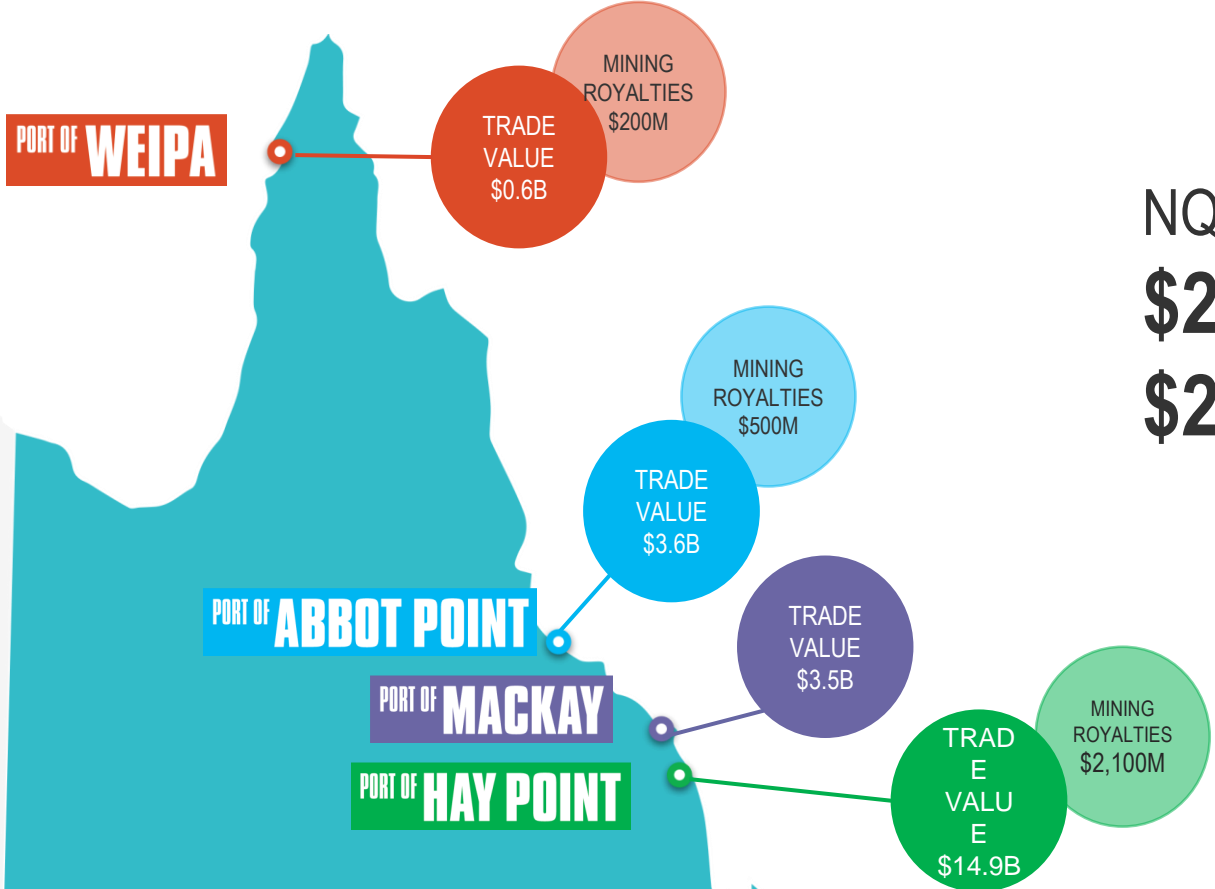 MINING
ROYALTIES
$200M
TRADE
VALUE
$0.6B
PORT OF WEIPA
NQ
$2
$2
MINING
ROYALTIES
$500M
TRADE
VALUE
$3.6B
PORT OF ABBOT POINT
TRADE
VALUE
$3.5B
PORT OF MACKAY
MINING
ROYALTIES
$2,100M
TRAD
E
VALU
E
$14.9B
PORT OF HAY POINT